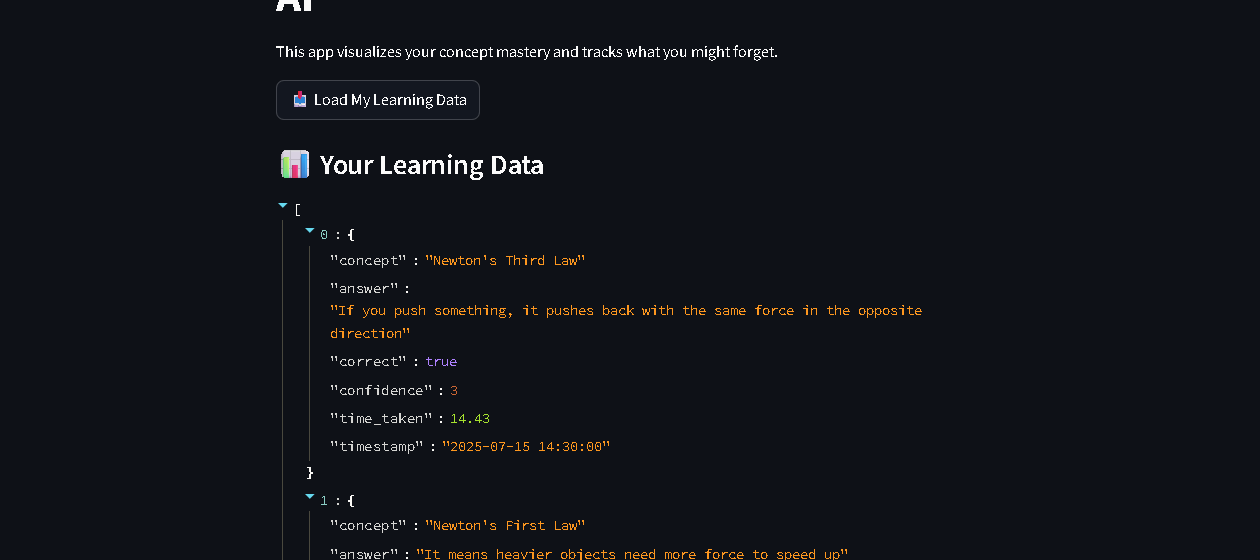 AI
This app visualizes your concept mastery and tracks what you might forget.
Load My Learning Data
Your Learning Data
[
0 : {
"concept" : "Newton's Third Law"
"answer" :
"If you push something, it pushes back with the same force in the opposite
direction"
"correct" : true
"confidence" : 3
"time_taken" : 14.43
"timestamp" : "2025-07-15 14:30:00"
}
1 : {
"concept" : "Newton's First Law"
"answer" : "It means heavier objects need more force to speed up"